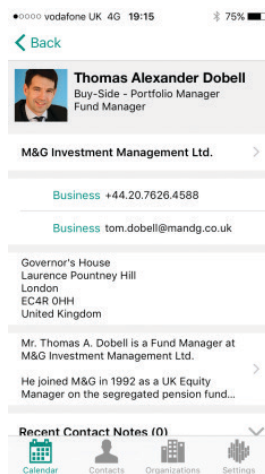 vodafone UK 4G 19:15 75%
Back
Thomas Alexander Dobell
Buy-Side - Portfolio Manager
Fund Manager
M&G Investment Management Ltd.
Business +44.20.7626.4588
Business tom.dobell@mandg.co.uk
Governor's House
Laurence Pountney Hill
London
EC4R 0HH
United Kingdom
Mr. Thomas A. Dobell is a Fund Manager at
M&G Investment Management Ltd.
He joined M&G in 1992 as a UK Equity
Manager on the segregated pension fund...
Recent Contact Notes (0)
Calendar Contacts Organizations Settings